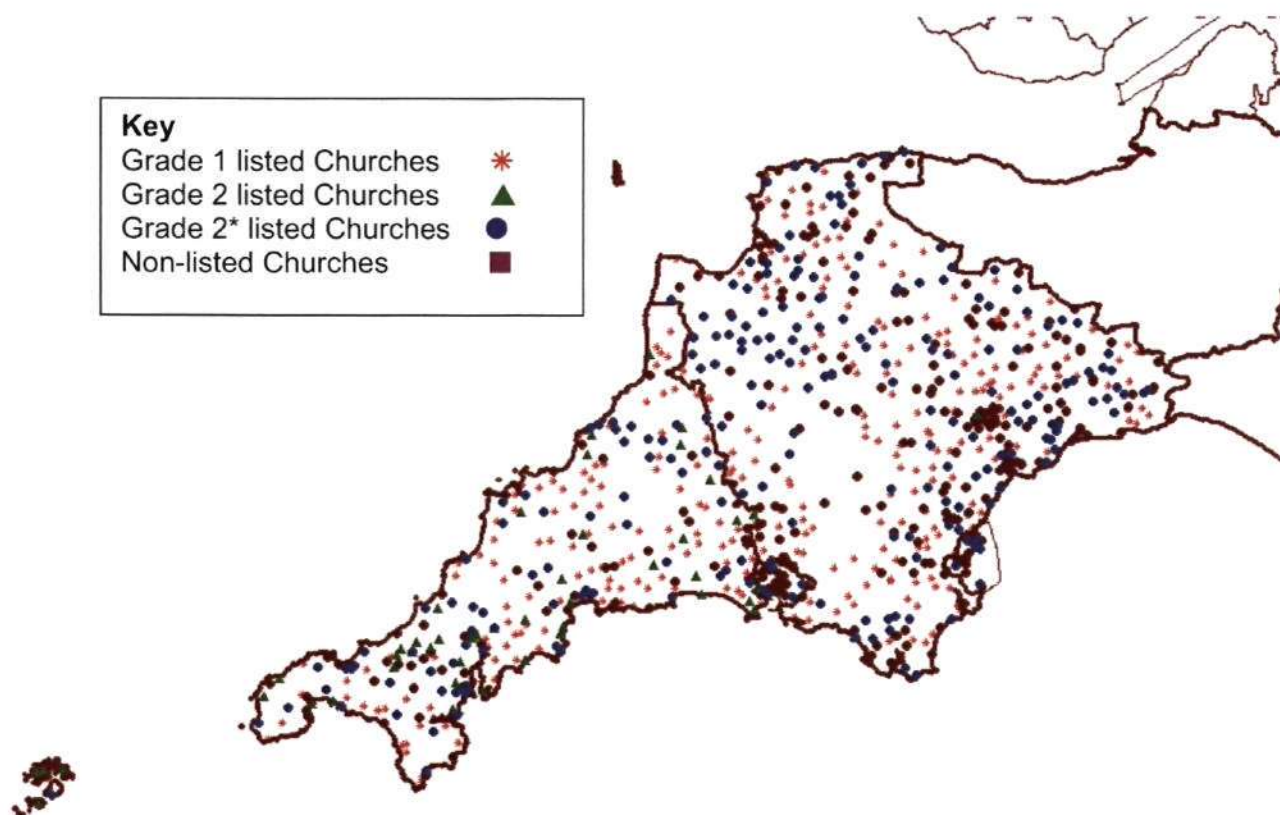 Key
Grade 1 listed Churches
Grade 2 listed Churches
Grade 2* listed Churches
Non-listed Churches